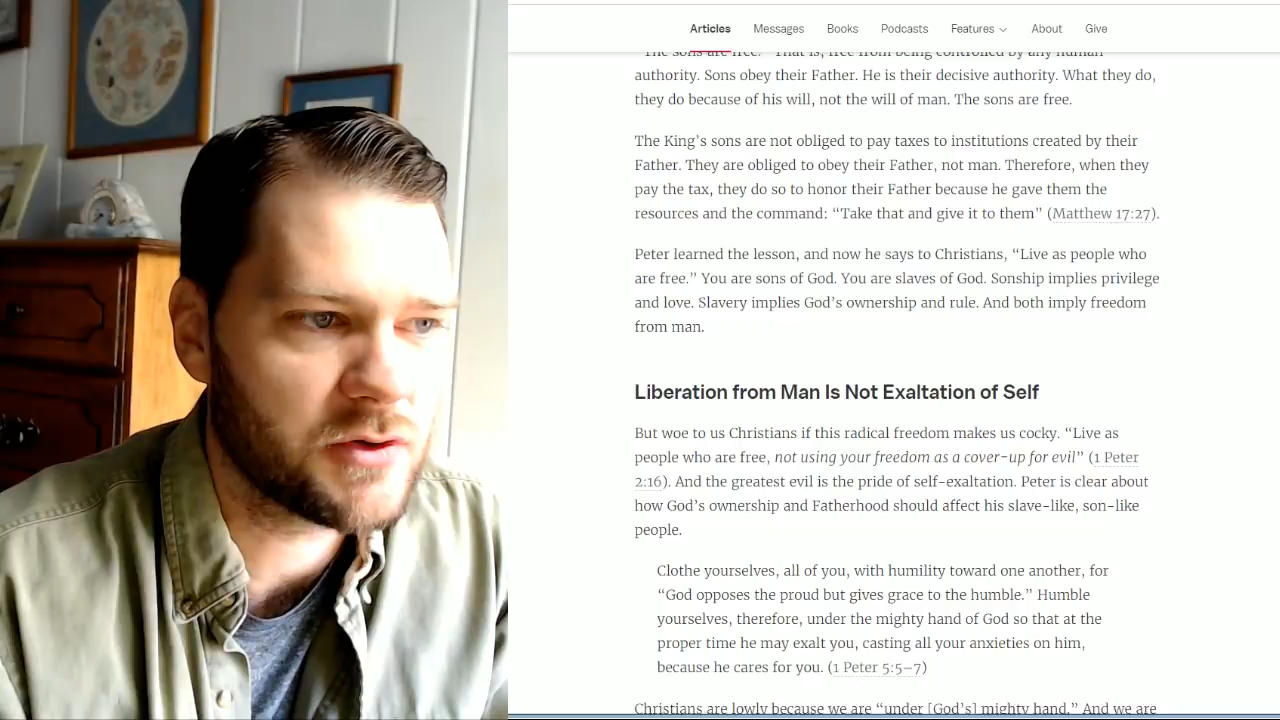 Articles Messages Books Podcasts Features About Give
“The sons are free.” That is, free from being controlled by any human
authority. Sons obey their Father. He is their decisive authority. What they do,
they do because of his will, not the will of man. The sons are free.
The King’s sons are not obliged to pay taxes to institutions created by their
Father. They are obliged to obey their Father, not man. Therefore, when they
pay the tax, they do so to honor their Father because he gave them the
resources and the command: “Take that and give it to them” (Matthew 17:27).
Peter learned the lesson, and now he says to Christians, “Live as people who
are free.” You are sons of God. You are slaves of God. Sonship implies privilege
and love. Slavery implies God’s ownership and rule. And both imply freedom
from man.
Liberation from Man Is Not Exaltation of Self
But woe to us Christians if this radical freedom makes us cocky. “Live as
people who are free, not using your freedom as a cover-up for evil” (1 Peter
2:16). And the greatest evil is the pride of self-exaltation. Peter is clear about
how God’s ownership and Fatherhood should affect his slave-like, son-like
people.
Clothe yourselves, all of you, with humility toward one another, for
“God opposes the proud but gives grace to the humble.” Humble
yourselves, therefore, under the mighty hand of God so that at the
proper time he may exalt you, casting all your anxieties on him,
because he cares for you. (1 Peter 5:5–7)
Christians are lowly because we are “under [God’s] mighty hand.” And we are